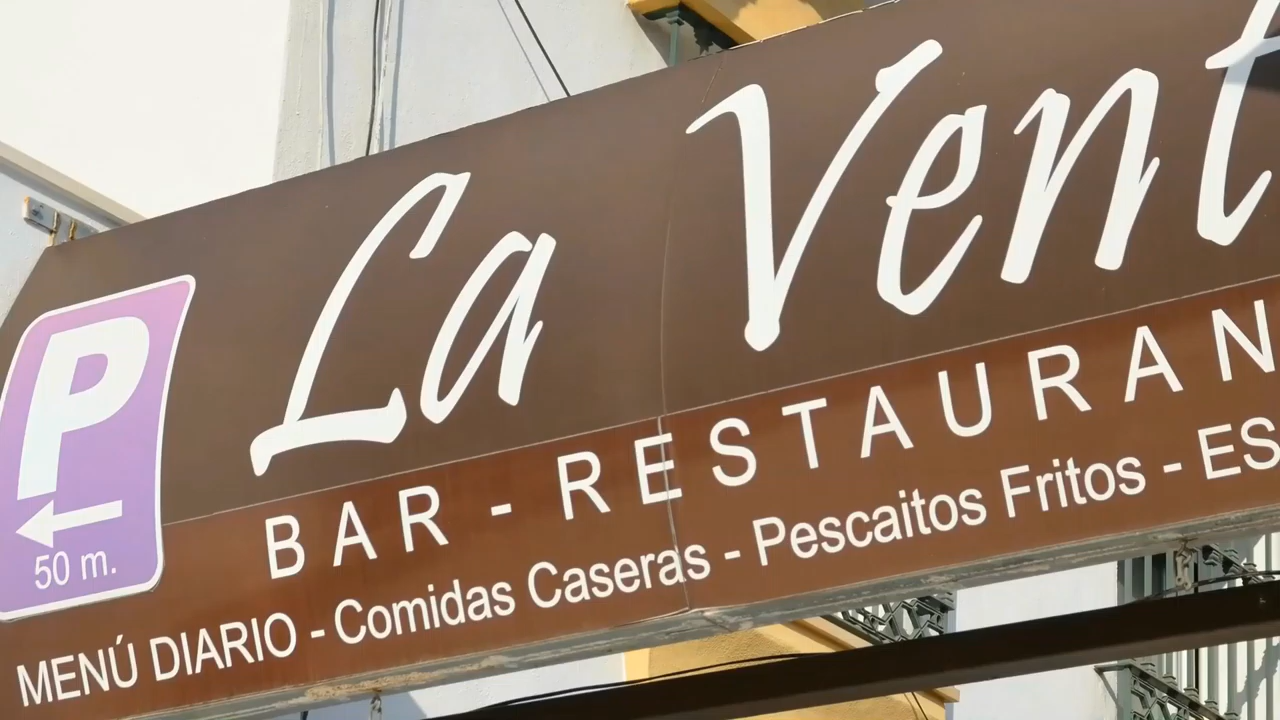 La Vent
P
50 m.
BAR - RESTAURAN
MENÚ DIARIO - Comidas Caseras - Pescaitos Fritos - ES